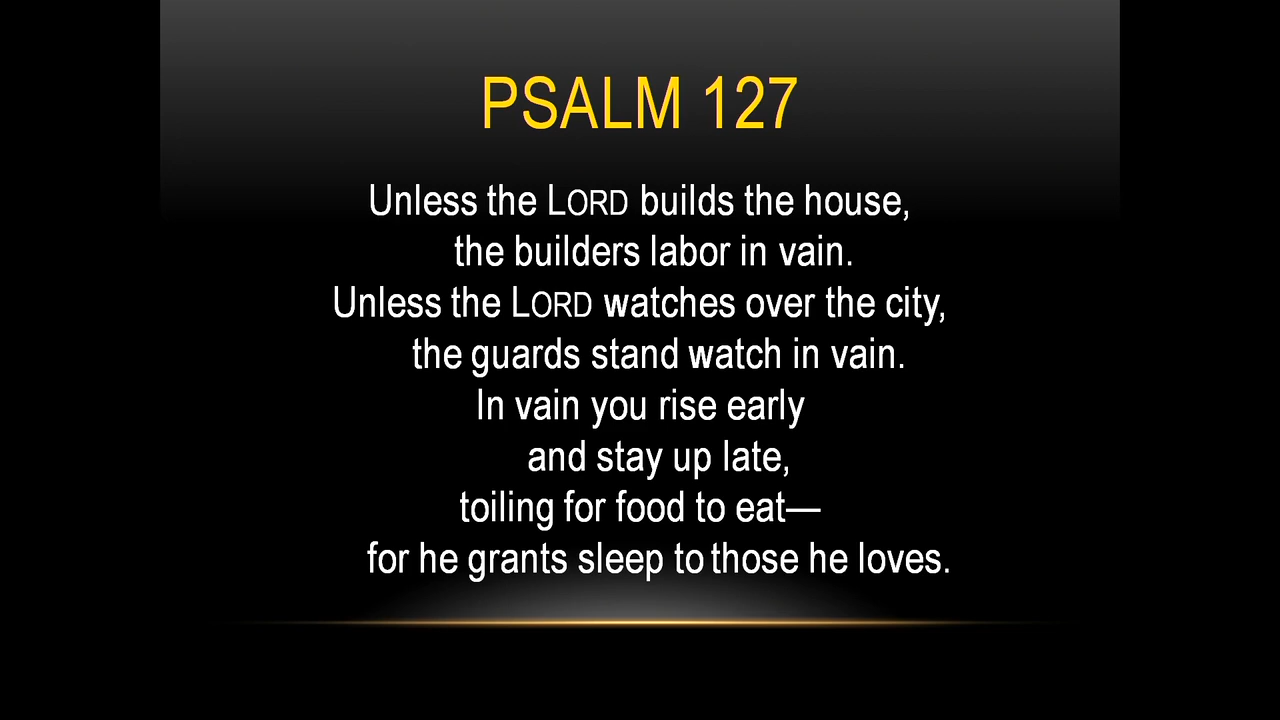 PSALM 127
Unless the LORD builds the house,
the builders labor in vain.
Unless the LORD watches over the city,
the guards stand watch in vain.
In vain you rise early
and stay up late,
toiling for food to eat—
for he grants sleep to those he loves.